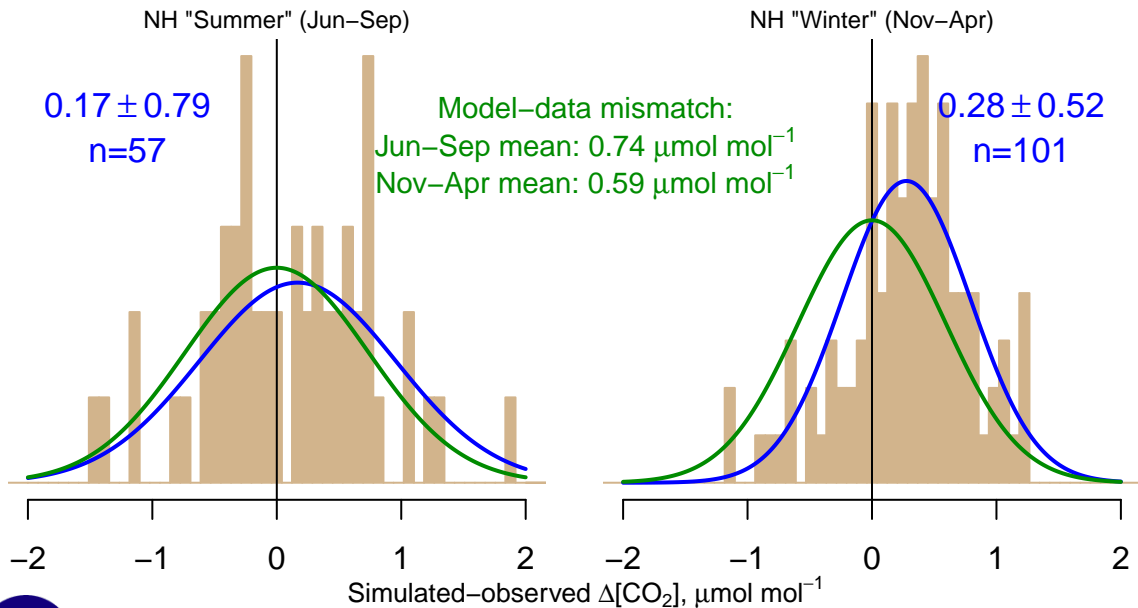 NH "Summer" (Jun−Sep)
0.17 ± 0.79
n=57
Model−data mismatch:
Jun−Sep mean: 0.74 μmol mol⁻¹
Nov−Apr mean: 0.59 μmol mol⁻¹
NH "Winter" (Nov−Apr)
0.28 ± 0.52
n=101
−2 −1 0 1 2
−2 −1 0 1 2
Simulated−observed Δ[CO₂], μmol mol⁻¹